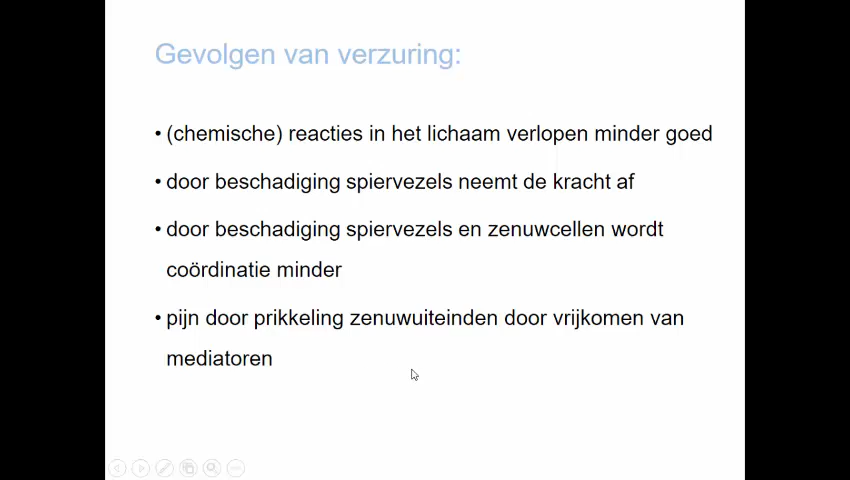 Gevolgen van verzuring:
• (chemische) reacties in het lichaam verlopen minder goed
• door beschadiging spiervezels neemt de kracht af
• door beschadiging spiervezels en zenuwcellen wordt
coördinatie minder
• pijn door prikkeling zenuwuiteinden door vrijkomen van
mediatoren